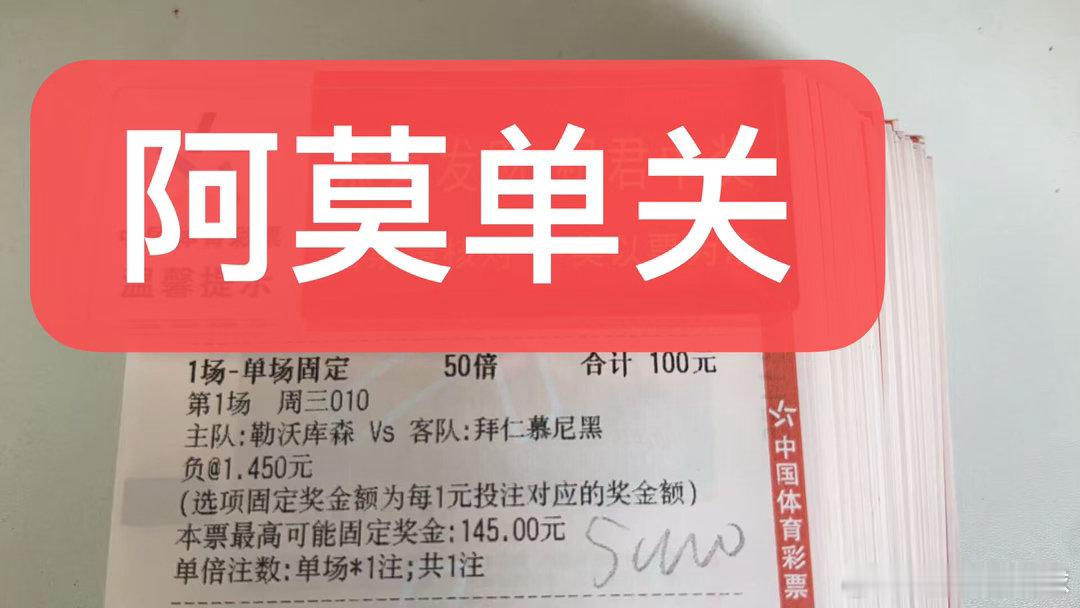 阿莫单关
温馨提示
1场-单场固定 50倍 合计 100元
第1场 周三010
主队:勒沃库森 Vs 客队:拜仁慕尼黑
负@1.450元
(选项固定奖金额为每1元投注对应的奖金额)
本票最高可能固定奖金:145.00元
单倍注数:单场*1注;共1注
中国体育彩票